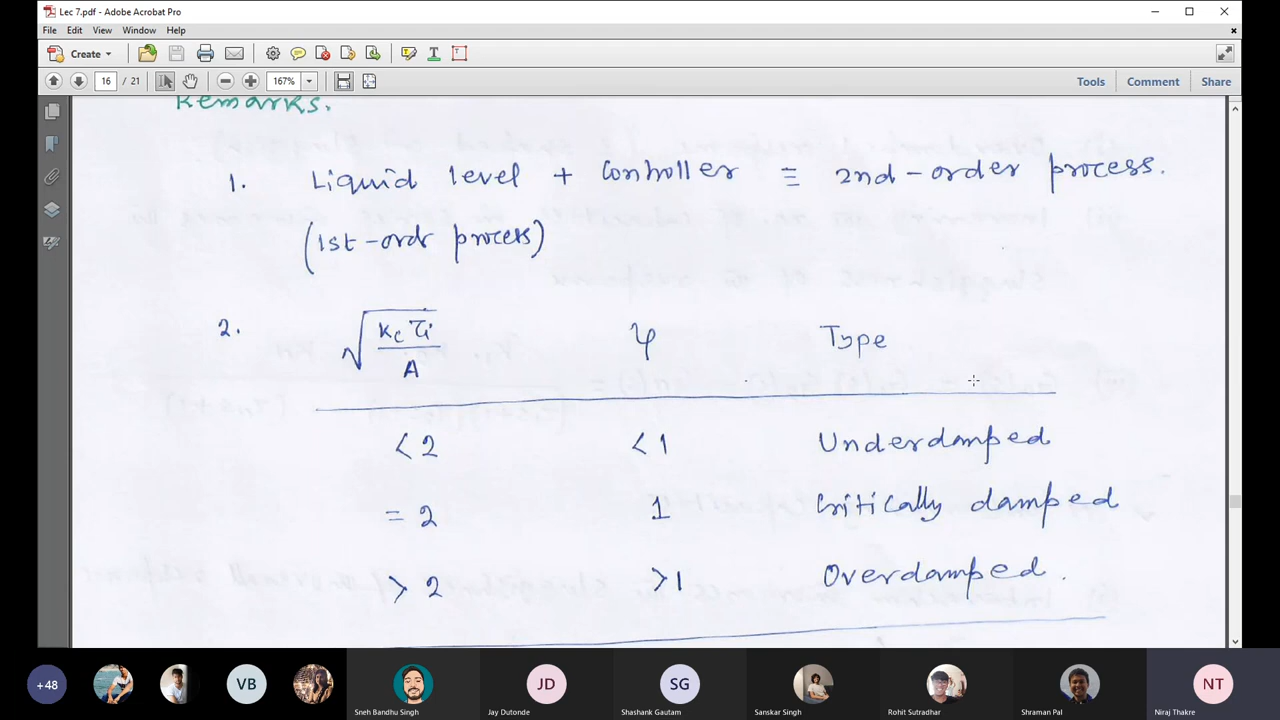 Lec 7.pdf - Adobe Acrobat Pro
File Edit View Window Help
Create
16 / 21 167% Tools Comment Share
Remarks.
1. Liquid level + Controller ≡ 2nd-order process.
(1st-ordr process)
2. √(Kc τi / A) ψ Type
< 2 < 1 Underdamped
= 2 1 Critically damped
> 2 >1 Overdamped.
+48 VB JD SG NT
Sneh Bandhu Singh Jay Dutonde Shashank Gautam Sanskar Singh Rohit Sutradhar Shraman Pal Niraj Thakre